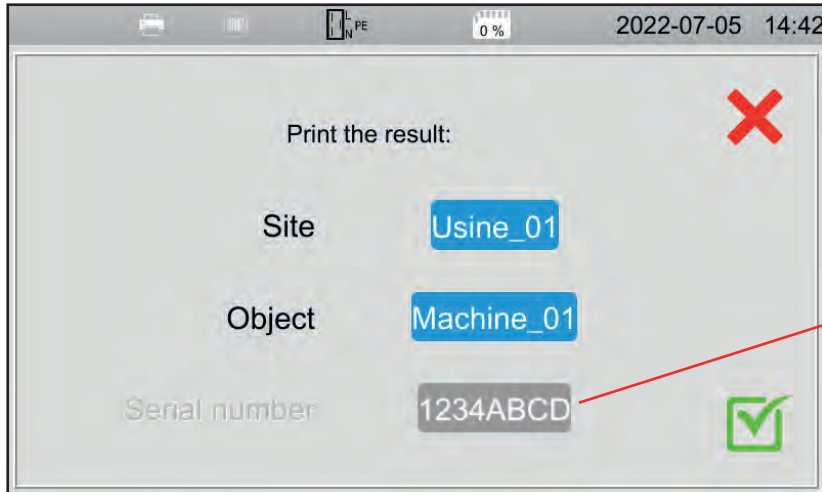 L
N PE
0 %
2022-07-05 14:42
Print the result:
Site Usine_01
Object Machine_01
Serial number 1234ABCD